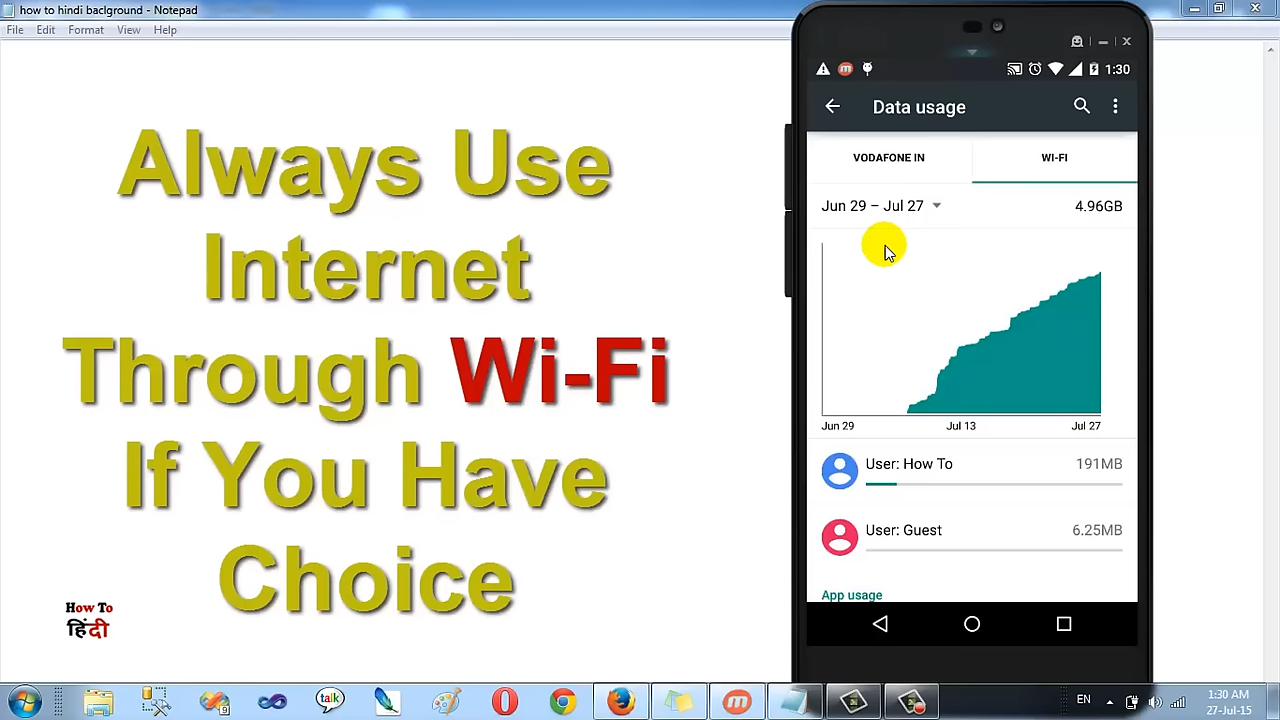 how to hindi baclground - Notepad
File Edit Format View Help
Always Use
Internet
Through Wi-Fi
If You Have
Choice
How To
हिंदी
1:30
Data usage
VODAFONE IN WI-FI
Jun 29 – Jul 27 4.96GB
Jun 29 Jul 13 Jul 27
User: How To 191MB
User: Guest 6.25MB
App usage
talk
EN
1:30 AM
27-Jul-15